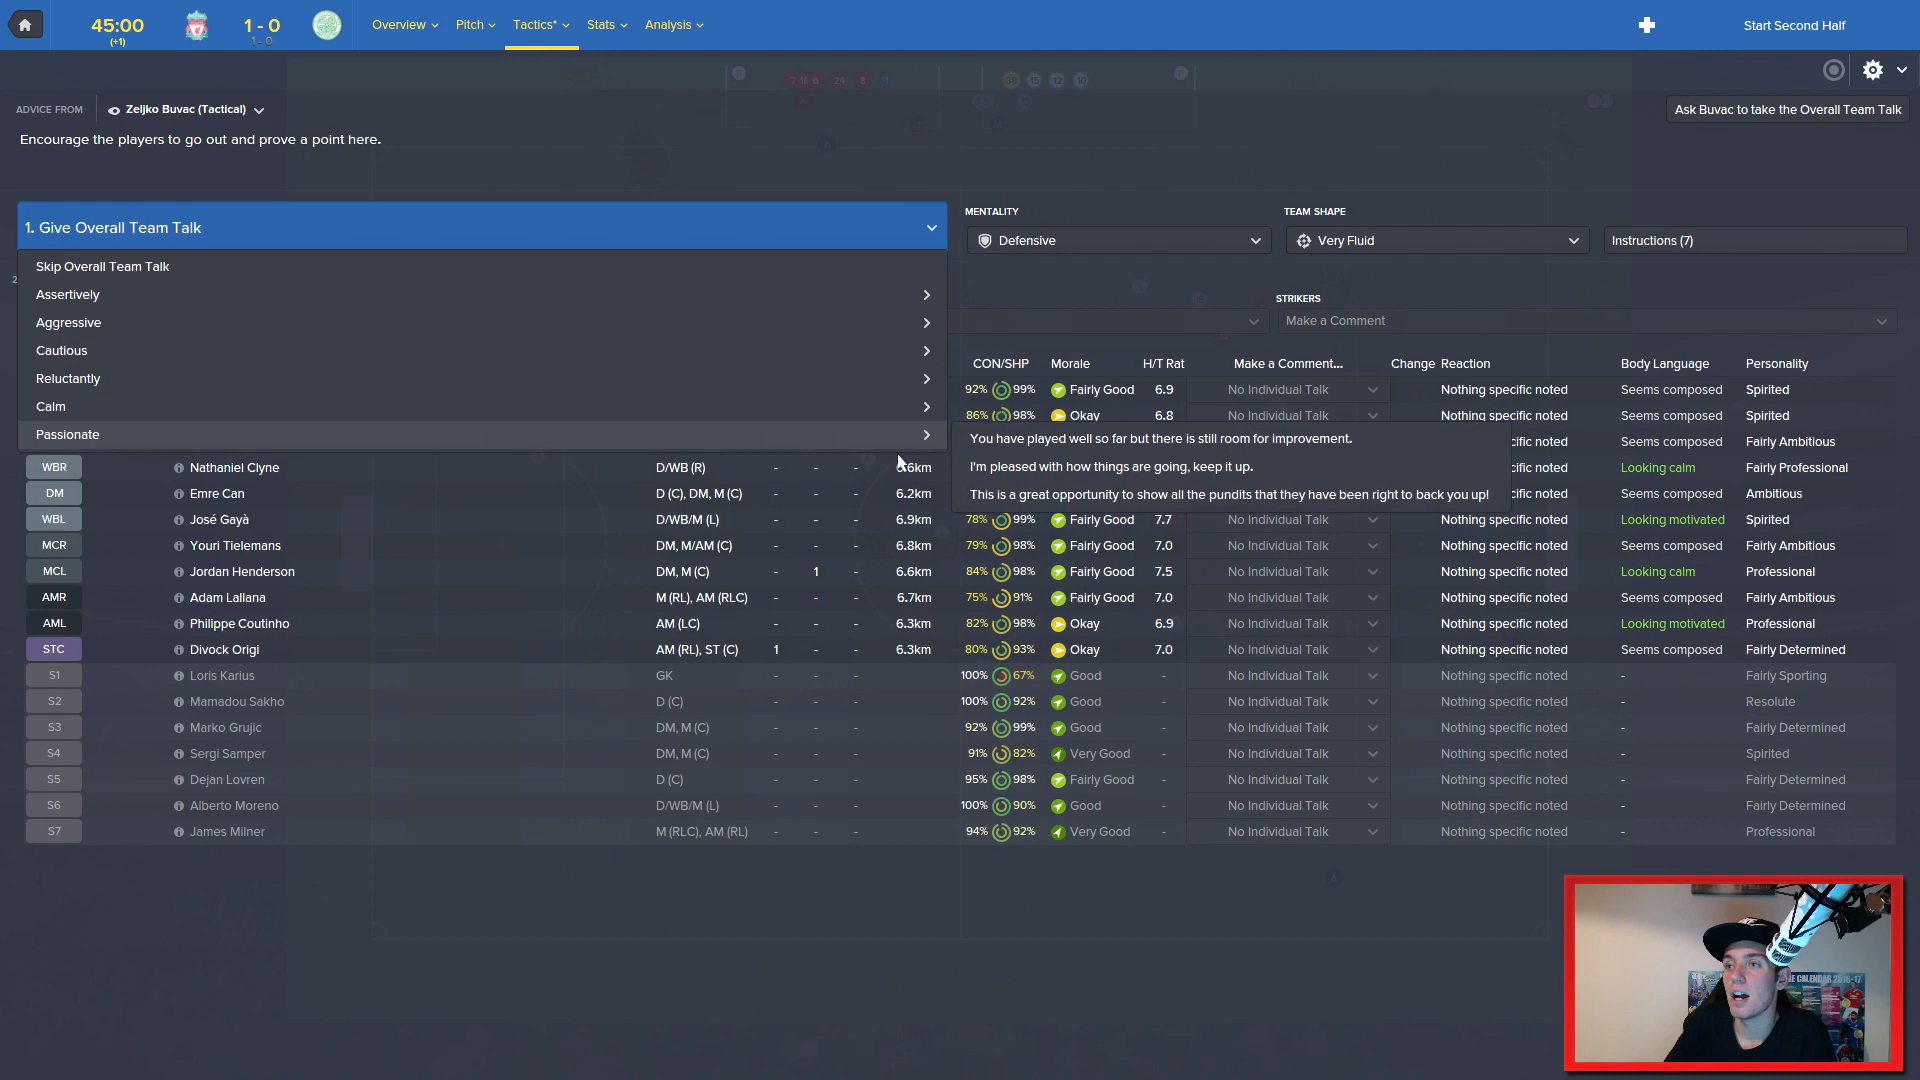 45:00
(+1)
1 - 0
1 - 0
Overview
Pitch
Tactics*
Stats
Analysis
Start Second Half
ADVICE FROM
Zeljko Buvac (Tactical)
Ask Buvac to take the Overall Team Talk
Encourage the players to go out and prove a point here.
1. Give Overall Team Talk
MENTALITY
TEAM SHAPE
Defensive
Very Fluid
Instructions (7)
Skip Overall Team Talk
Assertively
Aggressive
Cautious
Reluctantly
Calm
Passionate
STRIKERS
Make a Comment
CON/SHP Morale H/T Rat Make a Comment... Change Reaction Body Language Personality
92% 99% Fairly Good 6.9 No Individual Talk Nothing specific noted Seems composed Spirited
86% 98% Okay 6.8 No Individual Talk Nothing specific noted Seems composed Spirited
noted Seems composed Fairly Ambitious
You have played well so far but there is still room for improvement.
I'm pleased with how things are going, keep it up.
This is a great opportunity to show all the pundits that they have been right to back you up!
WBR Nathaniel Clyne D/WB (R) - - - 6.6km noted Looking calm Fairly Professional
DM Emre Can D (C), DM, M (C) - - - 6.2km noted Seems composed Ambitious
WBL José Gayà D/WB/M (L) - - - 6.9km 78% 99% Fairly Good 7.7 No Individual Talk Nothing specific noted Looking motivated Spirited
MCR Youri Tielemans DM, M/AM (C) - - - 6.8km 79% 98% Fairly Good 7.0 No Individual Talk Nothing specific noted Seems composed Fairly Ambitious
MCL Jordan Henderson DM, M (C) - 1 - 6.6km 84% 98% Fairly Good 7.5 No Individual Talk Nothing specific noted Looking calm Professional
AMR Adam Lallana M (RL), AM (RLC) - - - 6.7km 75% 91% Fairly Good 7.0 No Individual Talk Nothing specific noted Seems composed Fairly Ambitious
AML Philippe Coutinho AM (LC) - - - 6.3km 82% 98% Okay 6.9 No Individual Talk Nothing specific noted Looking motivated Professional
STC Divock Origi AM (RL), ST (C) 1 - - 6.3km 80% 93% Okay 7.0 No Individual Talk Nothing specific noted Seems composed Fairly Determined
S1 Loris Karius GK - - - 100% 67% Good - No Individual Talk Nothing specific noted - Fairly Sporting
S2 Mamadou Sakho D (C) - - - 100% 92% Good - No Individual Talk Nothing specific noted - Resolute
S3 Marko Grujic DM, M (C) - - - 92% 99% Good - No Individual Talk Nothing specific noted - Fairly Determined
S4 Sergi Samper DM, M (C) - - - 91% 82% Very Good - No Individual Talk Nothing specific noted - Spirited
S5 Dejan Lovren D (C) - - - 95% 98% Fairly Good - No Individual Talk Nothing specific noted - Fairly Determined
S6 Alberto Moreno D/WB/M (L) - - - 100% 90% Good - No Individual Talk Nothing specific noted - Fairly Determined
S7 James Milner M (RLC), AM (RL) - - - 94% 92% Very Good - No Individual Talk Nothing specific noted - Professional
CALENDAR 2016-17